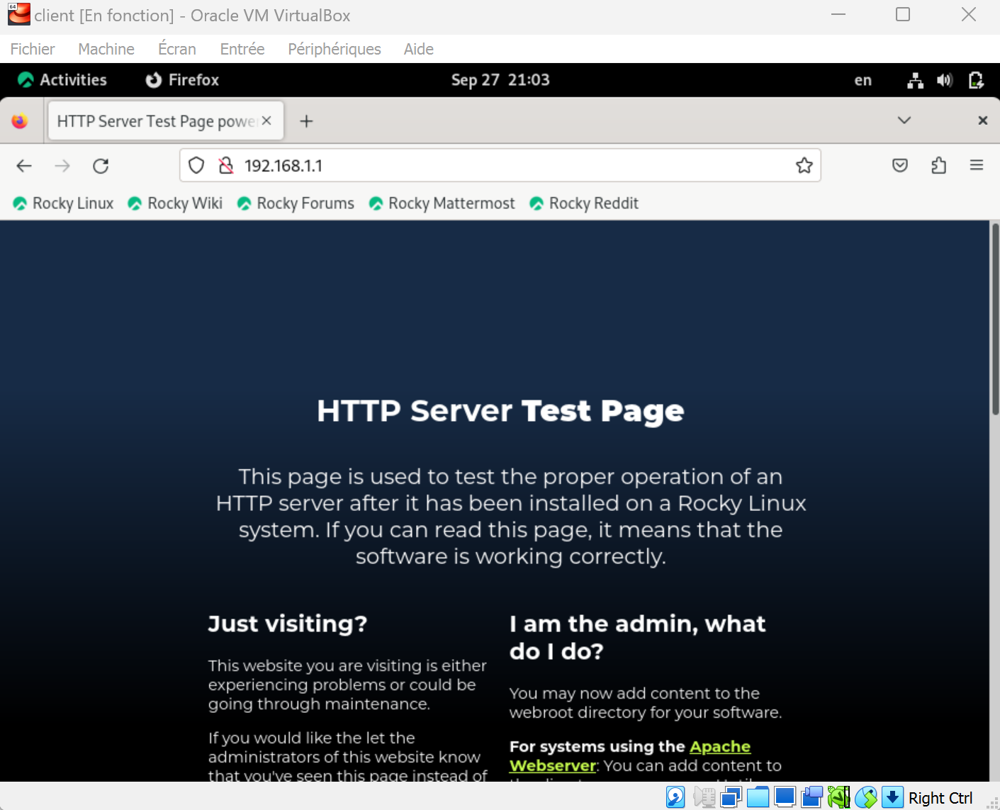 client [En fonction] - Oracle VM VirtualBox
Fichier Machine Écran Entrée Périphériques Aide
Activities Firefox Sep 27 21:03 en
HTTP Server Test Page powe
192.168.1.1
Rocky Linux Rocky Wiki Rocky Forums Rocky Mattermost Rocky Reddit
HTTP Server Test Page
This page is used to test the proper operation of an
HTTP server after it has been installed on a Rocky Linux
system. If you can read this page, it means that the
software is working correctly.
Just visiting?
This website you are visiting is either
experiencing problems or could be
going through maintenance.
If you would like the let the
administrators of this website know
that you've seen this page instead of
I am the admin, what
do I do?
You may now add content to the
webroot directory for your software.
For systems using the Apache
Webserver: You can add content to
Right Ctrl